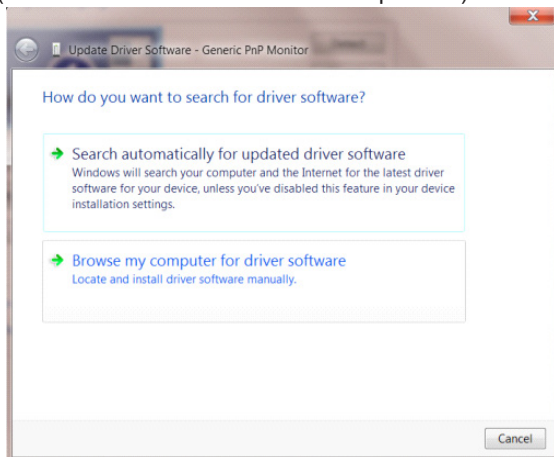 Update Driver Software - Generic PnP Monitor
How do you want to search for driver software?
Search automatically for updated driver software
Windows will search your computer and the Internet for the latest driver
software for your device, unless you've disabled this feature in your device
installation settings.
Browse my computer for driver software
Locate and install driver software manually.
Cancel